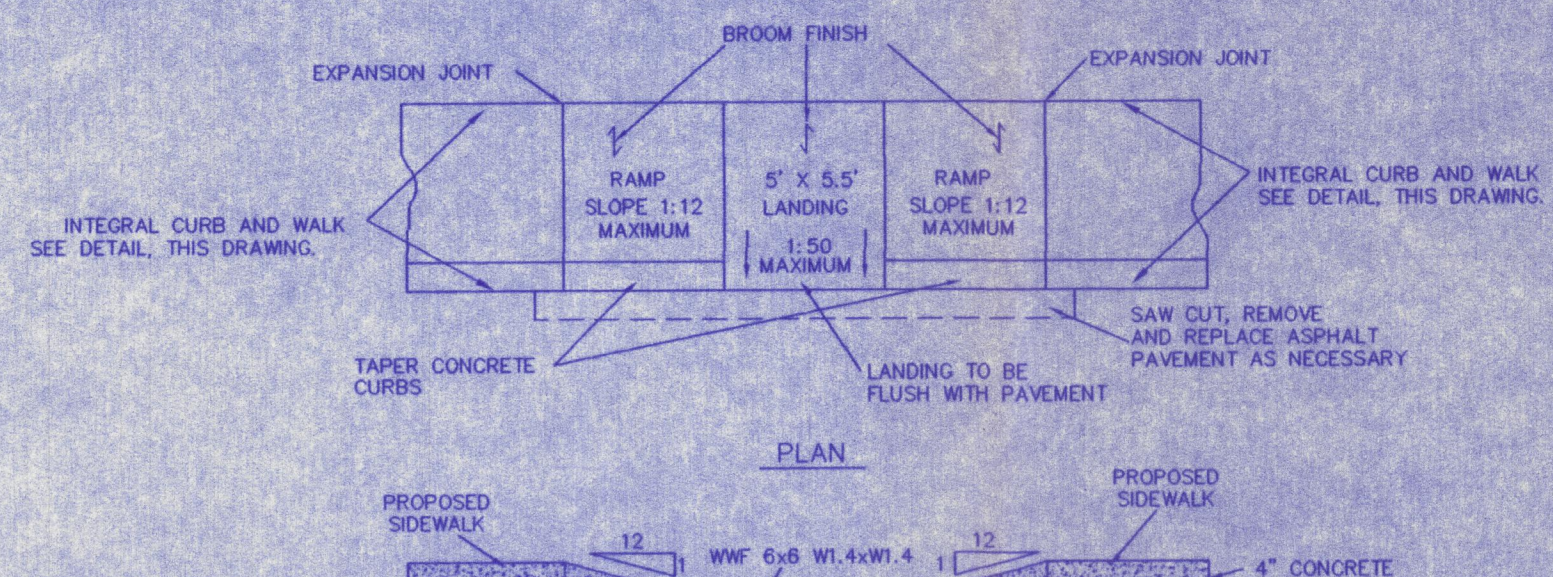 BROOM FINISH
EXPANSION JOINT
EXPANSION JOINT
RAMP
SLOPE 1:12
MAXIMUM
5' X 5.5'
LANDING
1:50
MAXIMUM
RAMP
SLOPE 1:12
MAXIMUM
INTEGRAL CURB AND WALK
SEE DETAIL, THIS DRAWING.
INTEGRAL CURB AND WALK
SEE DETAIL, THIS DRAWING.
TAPER CONCRETE
CURBS
LANDING TO BE
FLUSH WITH PAVEMENT
SAW CUT, REMOVE
AND REPLACE ASPHALT
PAVEMENT AS NECESSARY
PLAN
PROPOSED
SIDEWALK
PROPOSED
SIDEWALK
12
1
WWF 6x6 W1.4xW1.4
12
1
4" CONCRETE